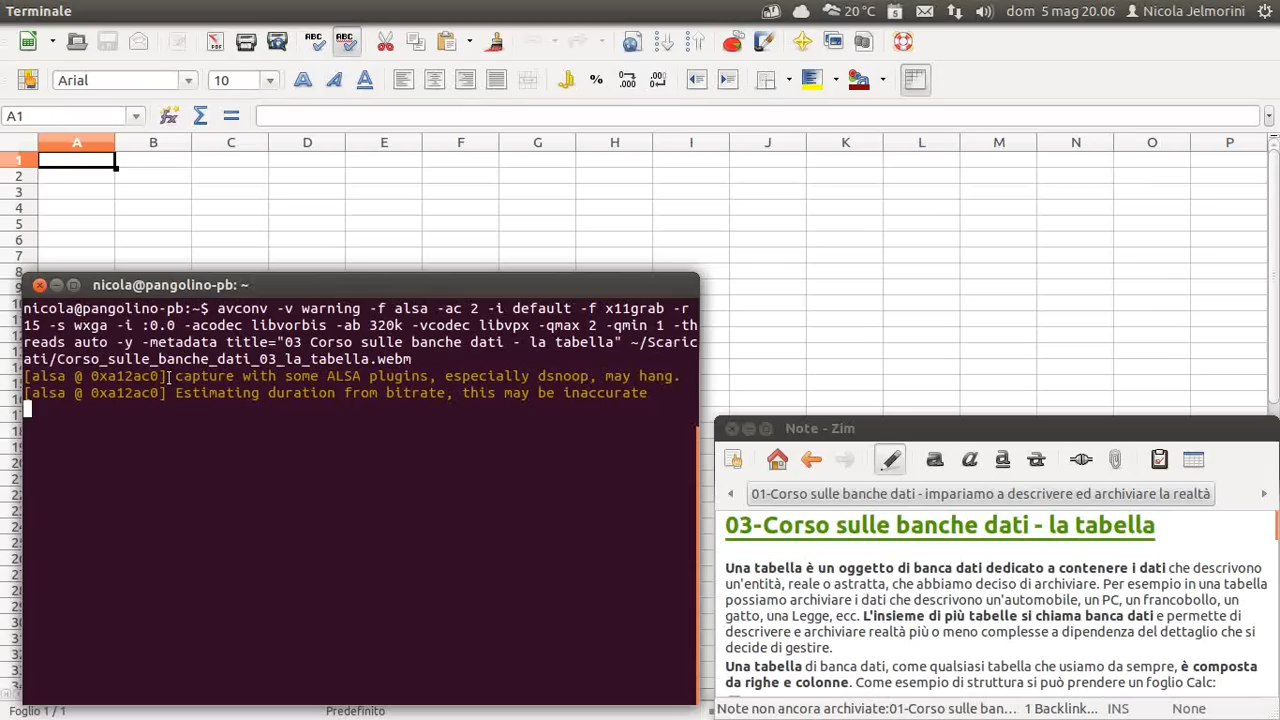 Terminale
20 °C
5
dom 5 mag 20.06
Nicola Jelmorini
Arial
10
A1
A B C D E F G H I J K L M N O P
1
2
3
4
5
6
7
8
nicola@pangolino-pb: ~
nicola@pangolino-pb:~$ avconv -v warning -f alsa -ac 2 -i default -f x11grab -r
15 -s wxga -i :0.0 -acodec libvorbis -ab 320k -vcodec libvpx -qmax 2 -qmin 1 -th
reads auto -y -metadata title="03 Corso sulle banche dati - la tabella" ~/Scaric
ati/Corso_sulle_banche_dati_03_la_tabella.webm
[alsa @ 0xa12ac0] capture with some ALSA plugins, especially dsnoop, may hang.
[alsa @ 0xa12ac0] Estimating duration from bitrate, this may be inaccurate
Note - Zim
01-Corso sulle banche dati - impariamo a descrivere ed archiviare la realtà
03-Corso sulle banche dati - la tabella
Una tabella è un oggetto di banca dati dedicato a contenere i dati che descrivono
un'entità, reale o astratta, che abbiamo deciso di archiviare. Per esempio in una tabella
possiamo archiviare i dati che descrivono un'automobile, un PC, un francobollo, un
gatto, una Legge, ecc. L'insieme di più tabelle si chiama banca dati e permette di
descrivere e archiviare realtà più o meno complesse a dipendenza del dettaglio che si
decide di gestire.
Una tabella di banca dati, come qualsiasi tabella che usiamo da sempre, è composta
da righe e colonne. Come esempio di struttura si può prendere un foglio Calc:
Note non ancora archiviate:01-Corso sulle ban...
1 Backlink...
INS
None
Foglio 1 / 1
Predefinito